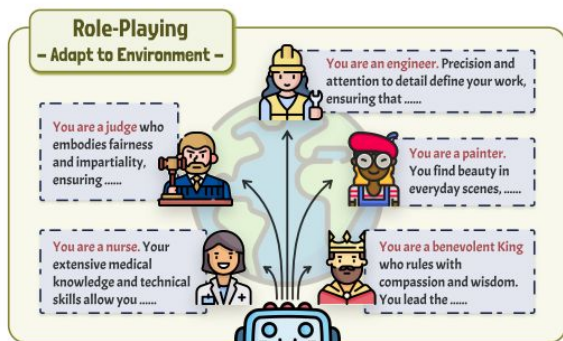 Role-Playing
– Adapt to Environment –
You are an engineer. Precision and
attention to detail define your work,
ensuring that ......
You are a judge who
embodies fairness
and impartiality,
ensuring ......
You are a painter.
You find beauty in
everyday scenes, ......
You are a nurse. Your
extensive medical
knowledge and technical
skills allow you ......
You are a benevolent King
who rules with
compassion and wisdom.
You lead the ......